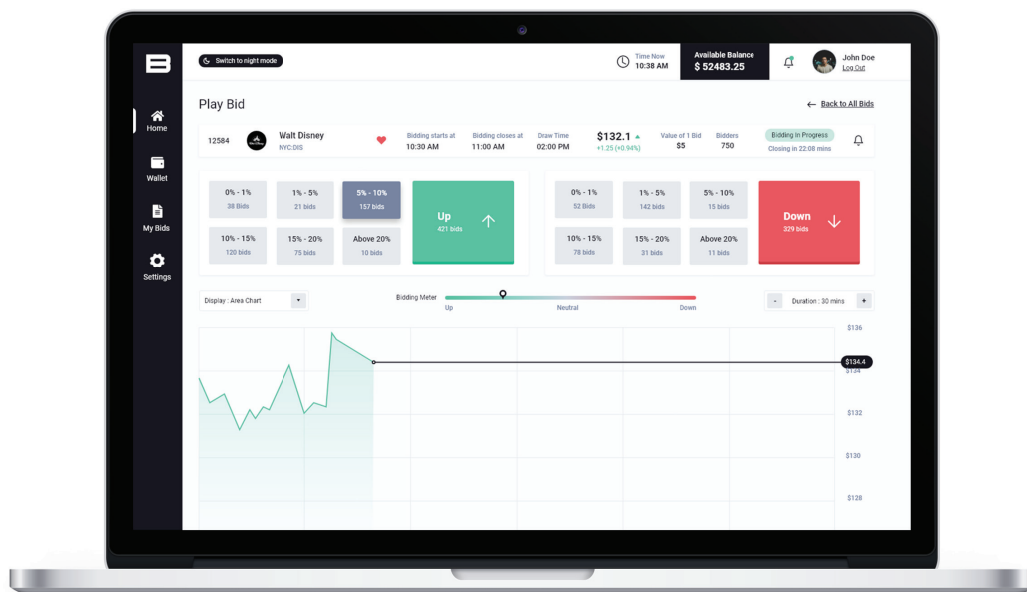 Switch to night mode
Time Now
10:38 AM
Available Balance
$ 52483.25
John Doe
Log Out
Home
Wallet
My Bids
Settings
Play Bid
← Back to All Bids
12584
Walt Disney
NYC:DIS
Bidding starts at
10:30 AM
Bidding closes at
11:00 AM
Draw Time
02:00 PM
$132.1
+1.25 (+0.94%)
Value of 1 Bid
$5
Bidders
750
Bidding In Progress
Closing in 22:08 mins
0% - 1%
38 Bids
1% - 5%
21 bids
5% - 10%
157 bids
10% - 15%
120 bids
15% - 20%
75 bids
Above 20%
10 bids
Up
421 bids
0% - 1%
52 Bids
1% - 5%
142 bids
5% - 10%
15 bids
10% - 15%
78 bids
15% - 20%
31 bids
Above 20%
11 bids
Down
329 bids
Display : Area Chart
Bidding Meter
Up
Neutral
Down
- Duration : 30 mins +
$136
$134.4
$134
$132
$130
$128